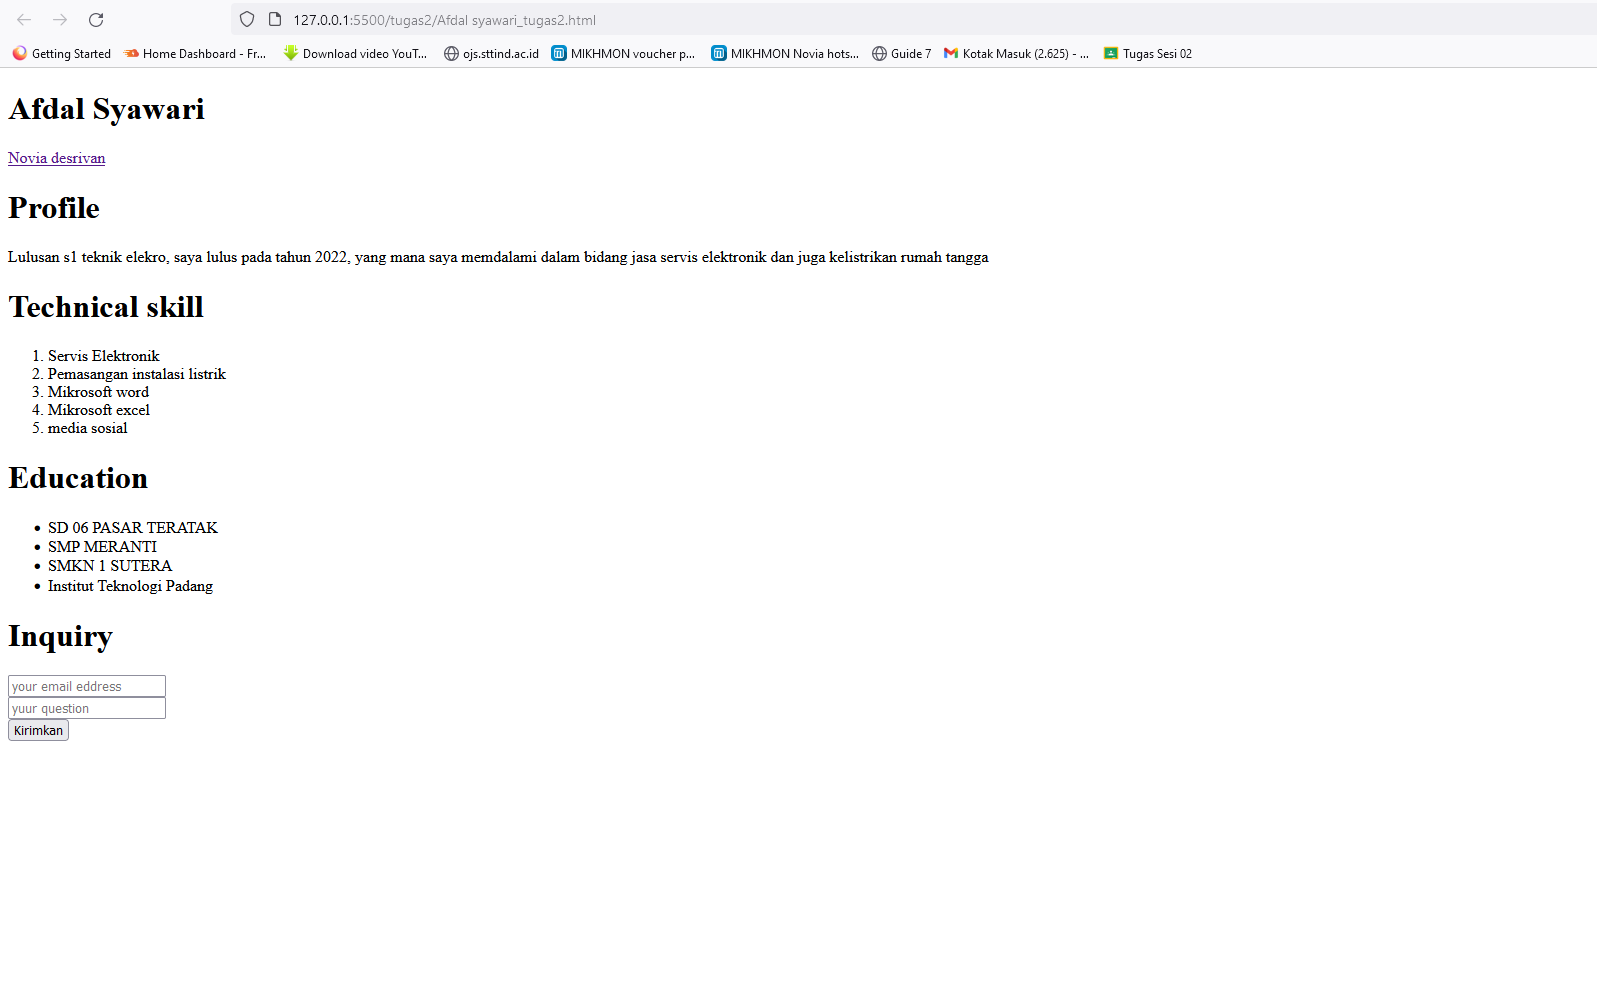 127.0.0.1:5500/tugas2/Afdal syawari_tugas2.html
Getting Started Home Dashboard - Fr... Download video YouT... ojs.sttind.ac.id MIKHMON voucher p... MIKHMON Novia hots... Guide 7 Kotak Masuk (2.625) - ... Tugas Sesi 02
Afdal Syawari
Novia desrivan
Profile
Lulusan s1 teknik elekro, saya lulus pada tahun 2022, yang mana saya memdalami dalam bidang jasa servis elektronik dan juga kelistrikan rumah tangga
Technical skill
1. Servis Elektronik
2. Pemasangan instalasi listrik
3. Mikrosoft word
4. Mikrosoft excel
5. media sosial
Education
• SD 06 PASAR TERATAK
• SMP MERANTI
• SMKN 1 SUTERA
• Institut Teknologi Padang
Inquiry
your email eddress
yuur question
Kirimkan